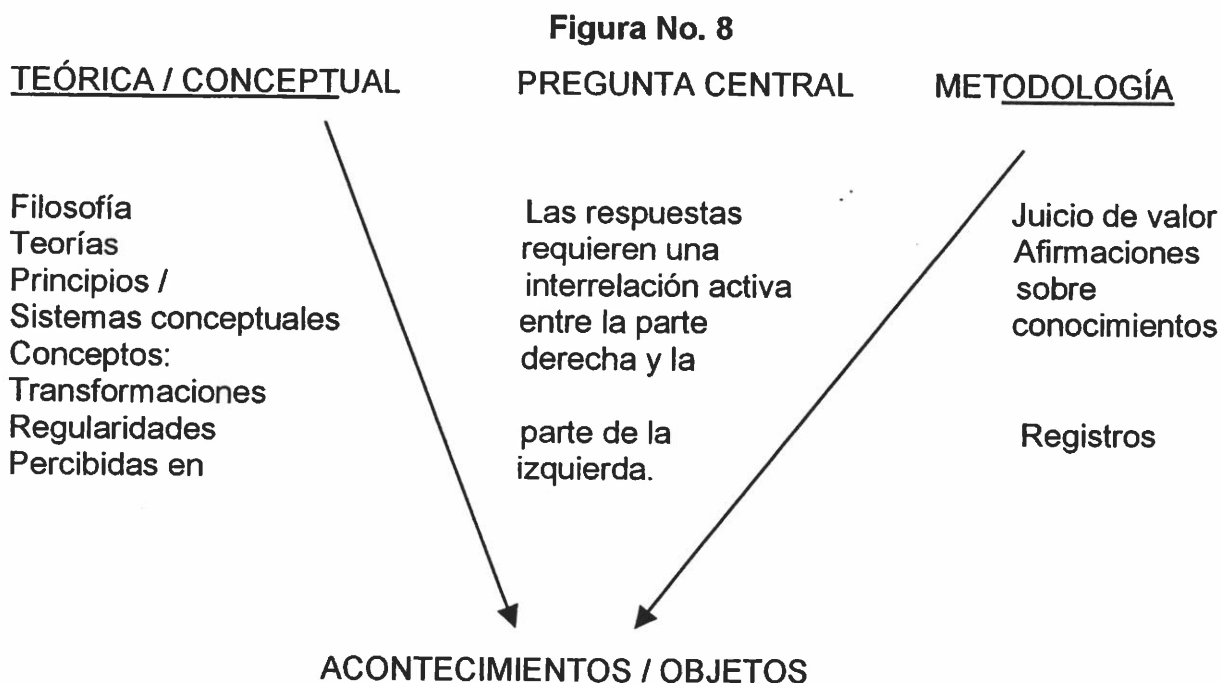 Figura No. 8
TEÓRICA / CONCEPTUAL
PREGUNTA CENTRAL
METODOLOGÍA
Filosofía
Teorías
Principios /
Sistemas conceptuales
Conceptos:
Transformaciones
Regularidades
Percibidas en
Las respuestas
requieren una
interrelación activa
entre la parte
derecha y la
parte de la
izquierda.
Juicio de valor
Afirmaciones
sobre
conocimientos
Registros
ACONTECIMIENTOS / OBJETOS